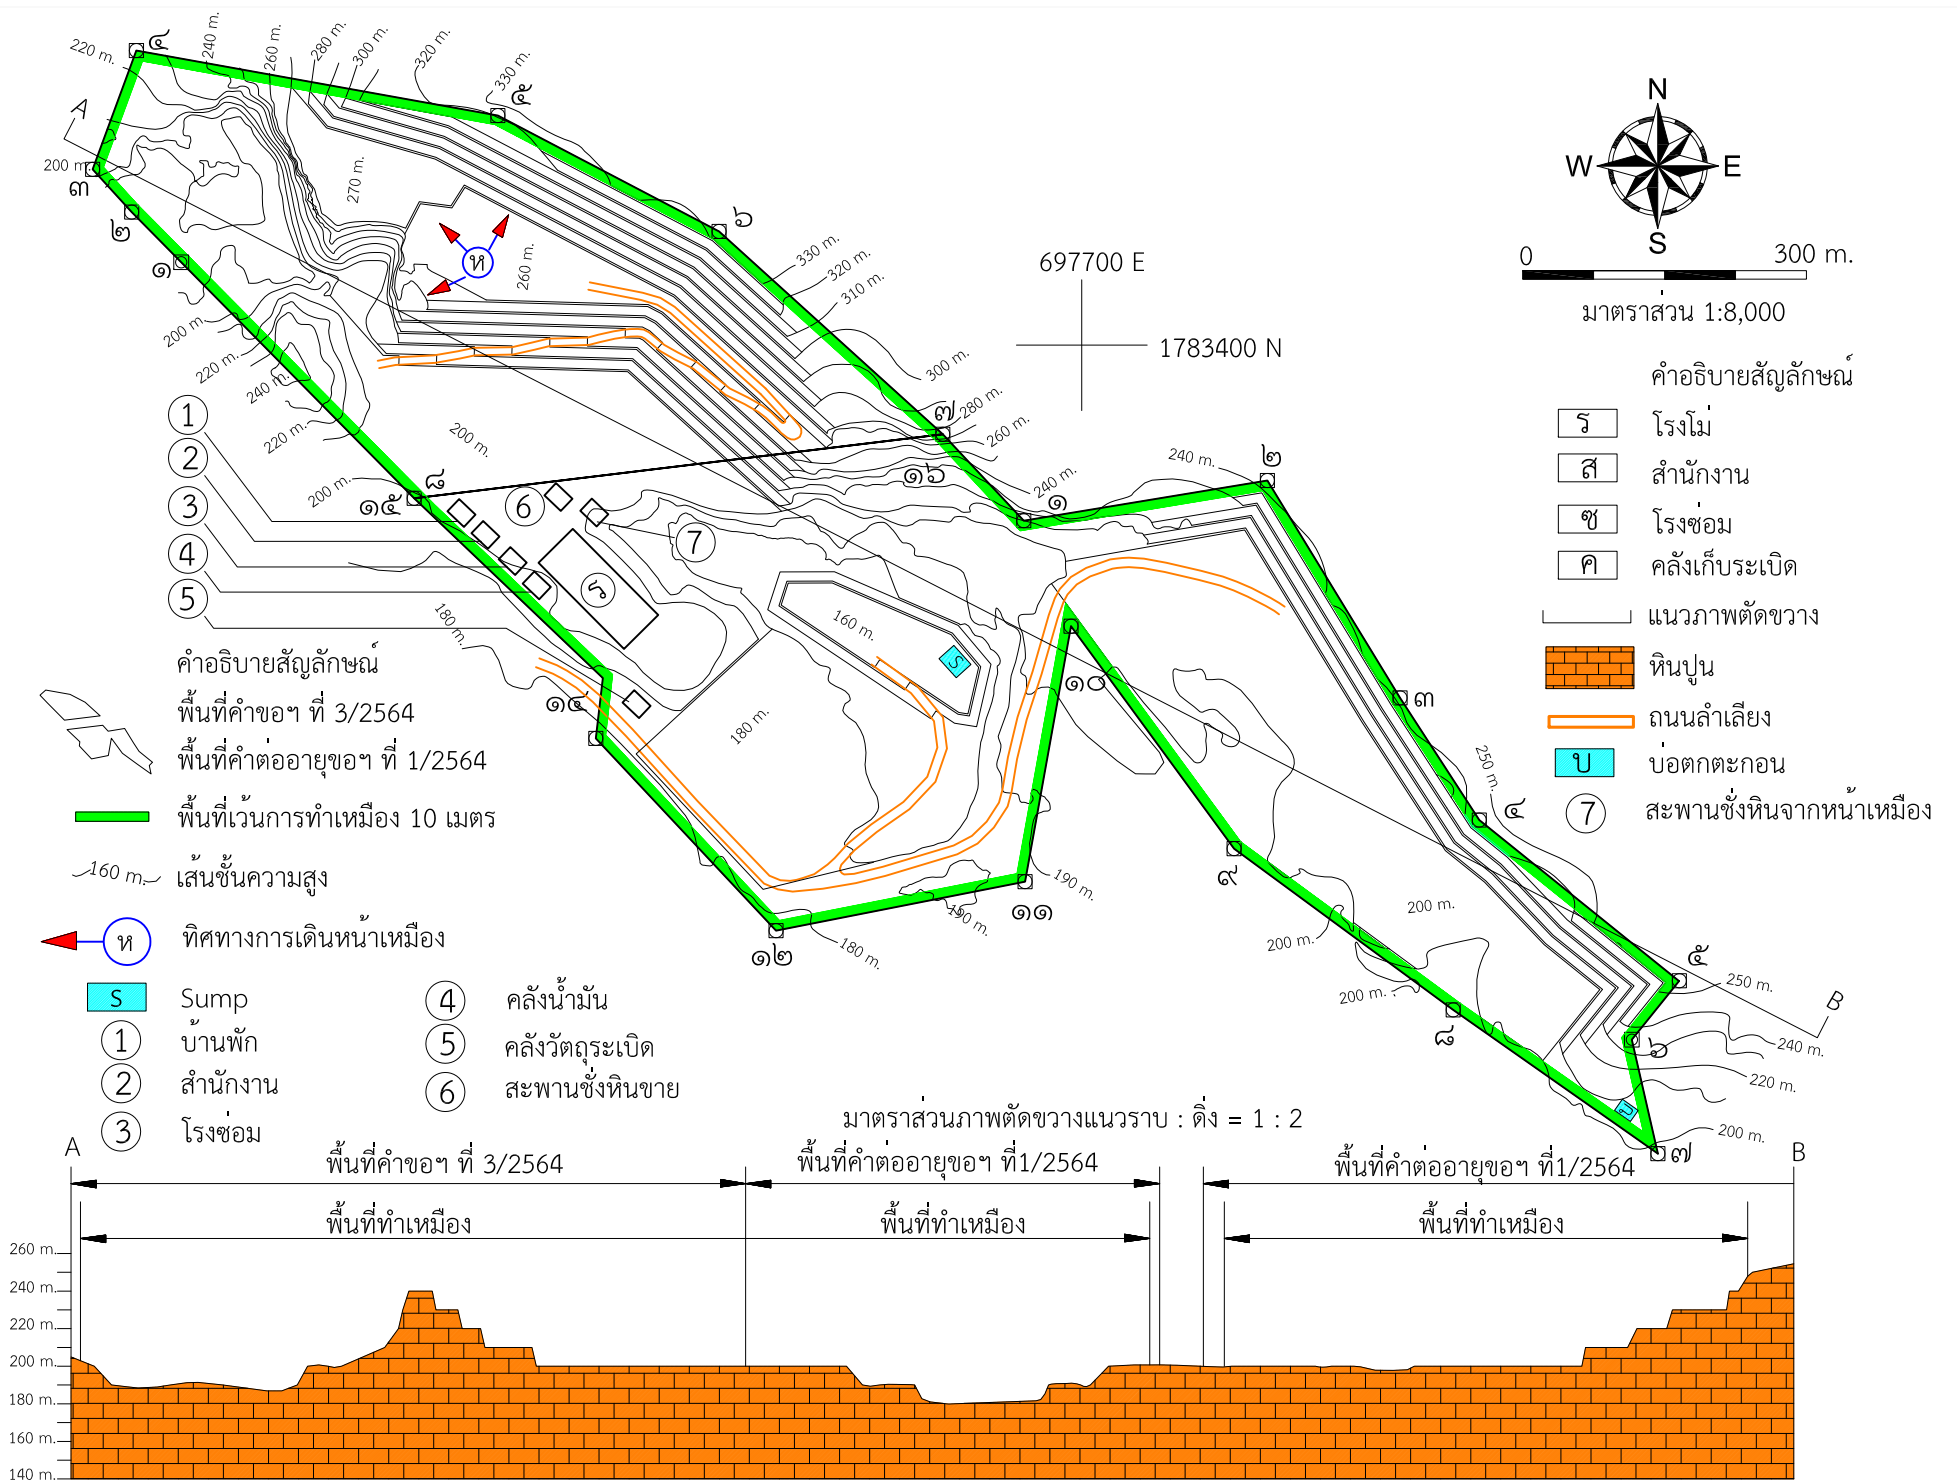 220 m.
๔
240 m.
260 m.
280 m.
300 m.
320 m.
330 m.
๕
A
200 m.
๓
๒
๑
270 m.
ห
260 m.
๖
330 m.
320 m.
310 m.
300 m.
๗
280 m.
260 m.
240 m.
๑๖
๑
240 m.
๒
200 m.
220 m.
240 m.
220 m.
200 m.
200 m.
๘
๑๕
1
2
3
4
5
6
7
ร
180 m.
160 m.
S
180 m.
๑๔
๑๒
180 m.
190 m.
190 m.
๑๑
๑๐
๙
๓
250 m.
๔
200 m.
200 m.
200 m.
๘
๕
250 m.
B
๖
240 m.
220 m.
200 m.
บ
๗
697700 E
1783400 N
N
W E
S
0 300 m.
มาตราส่วน 1:8,000
คำอธิบายสัญลักษณ์
ร โรงโม่
ส สำนักงาน
ซ โรงซ่อม
ค คลังเก็บระเบิด
แนวภาพตัดขวาง
หินปูน
ถนนลำเลียง
บ บ่อตกตะกอน
7 สะพานชั่งหินจากหน้าเหมือง
คำอธิบายสัญลักษณ์
พื้นที่คำขอฯ ที่ 3/2564
พื้นที่คำต่ออายุขอฯ ที่ 1/2564
พื้นที่เว้นการทำเหมือง 10 เมตร
160 m. เส้นชั้นความสูง
ห ทิศทางการเดินหน้าเหมือง
S Sump
1 บ้านพัก
2 สำนักงาน
3 โรงซ่อม
4 คลังน้ำมัน
5 คลังวัตถุระเบิด
6 สะพานชั่งหินขาย
มาตราส่วนภาพตัดขวางแนวราบ : ดิ่ง = 1 : 2
A
พื้นที่คำขอฯ ที่ 3/2564
พื้นที่คำต่ออายุขอฯ ที่1/2564
พื้นที่คำต่ออายุขอฯ ที่1/2564
B
พื้นที่ทำเหมือง
พื้นที่ทำเหมือง
พื้นที่ทำเหมือง
260 m.
240 m.
220 m.
200 m.
180 m.
160 m.
140 m.